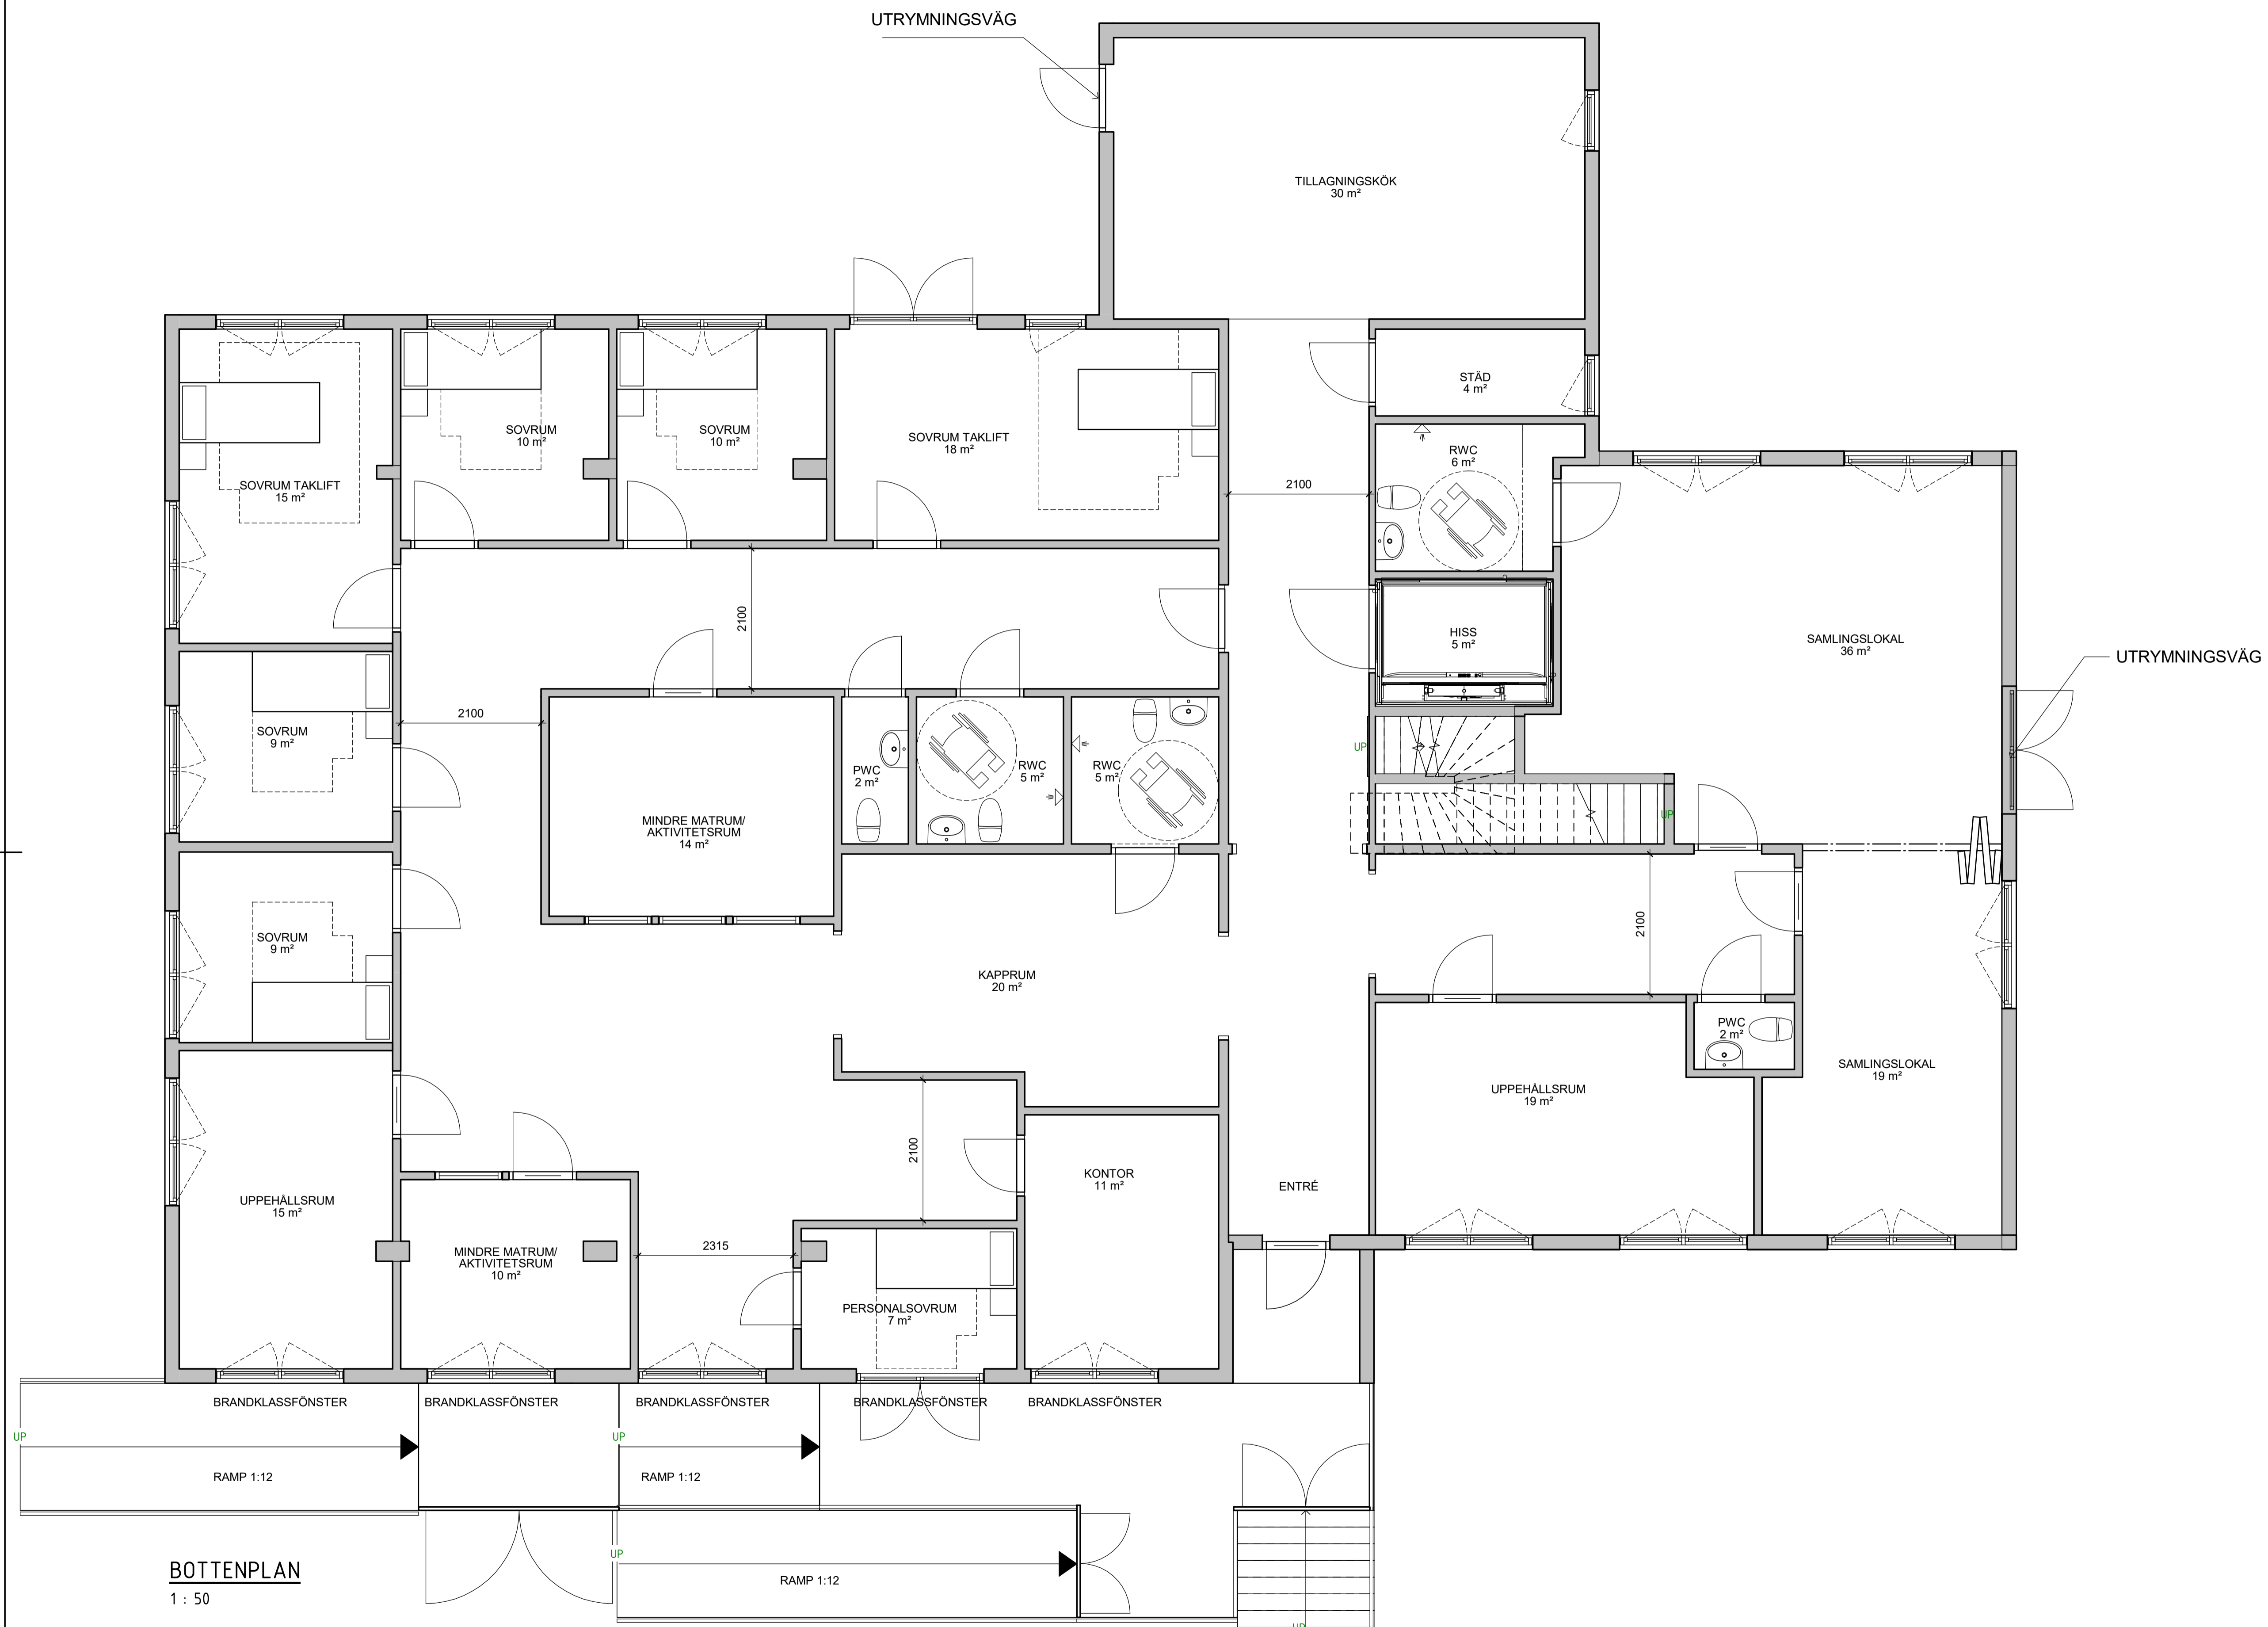 UTRYMNINGSVÄG
TILLAGNINGSKÖK
30 m²
STÄD
4 m²
SOVRUM
10 m²
SOVRUM
10 m²
SOVRUM TAKLIFT
18 m²
RWC
6 m²
SOVRUM TAKLIFT
15 m²
2100
2100
HISS
5 m²
SAMLINGSLOKAL
36 m²
UTRYMNINGSVÄG
2100
SOVRUM
9 m²
UP
PWC
2 m²
RWC
5 m²
RWC
5 m²
UP
MINDRE MATRUM/
AKTIVITETSRUM
14 m²
2100
SOVRUM
9 m²
KAPPRUM
20 m²
PWC
2 m²
SAMLINGSLOKAL
19 m²
UPPEHÅLLSRUM
19 m²
2100
KONTOR
11 m²
ENTRÉ
UPPEHÅLLSRUM
15 m²
2315
MINDRE MATRUM/
AKTIVITETSRUM
10 m²
PERSONALSOVRUM
7 m²
BRANDKLASSFÖNSTER
BRANDKLASSFÖNSTER
BRANDKLASSFÖNSTER
BRANDKLASSFÖNSTER
BRANDKLASSFÖNSTER
UP
UP
RAMP 1:12
RAMP 1:12
UP
RAMP 1:12
BOTTENPLAN
1 : 50
UP